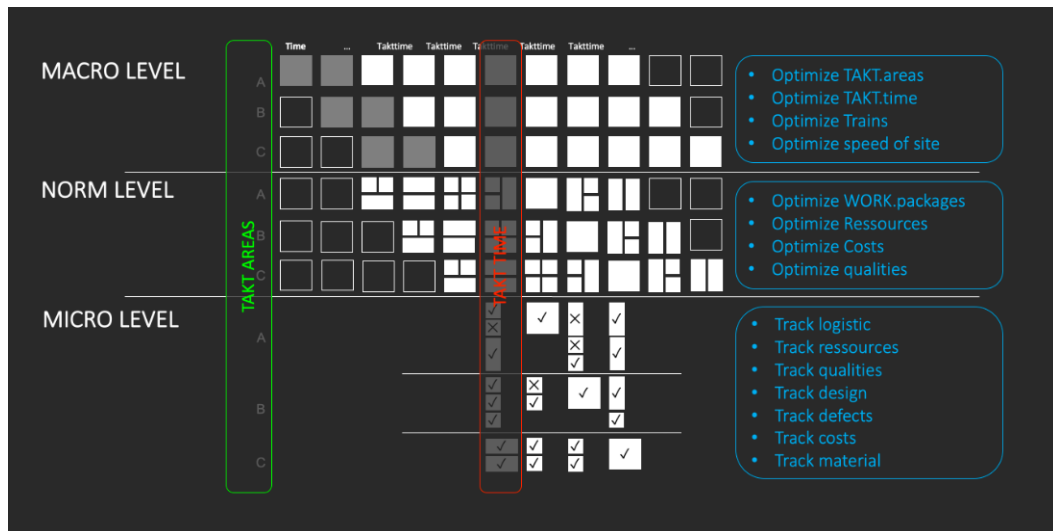 Time ... Takttime Takttime Takttime Takttime Takttime ...
MACRO LEVEL
A
B
C
• Optimize TAKT.areas
• Optimize TAKT.time
• Optimize Trains
• Optimize speed of site
NORM LEVEL
A
B
C
• Optimize WORK.packages
• Optimize Ressources
• Optimize Costs
• Optimize qualities
TAKT AREAS
TAKT TIME
MICRO LEVEL
A
B
C
• Track logistic
• Track ressources
• Track qualities
• Track design
• Track defects
• Track costs
• Track material